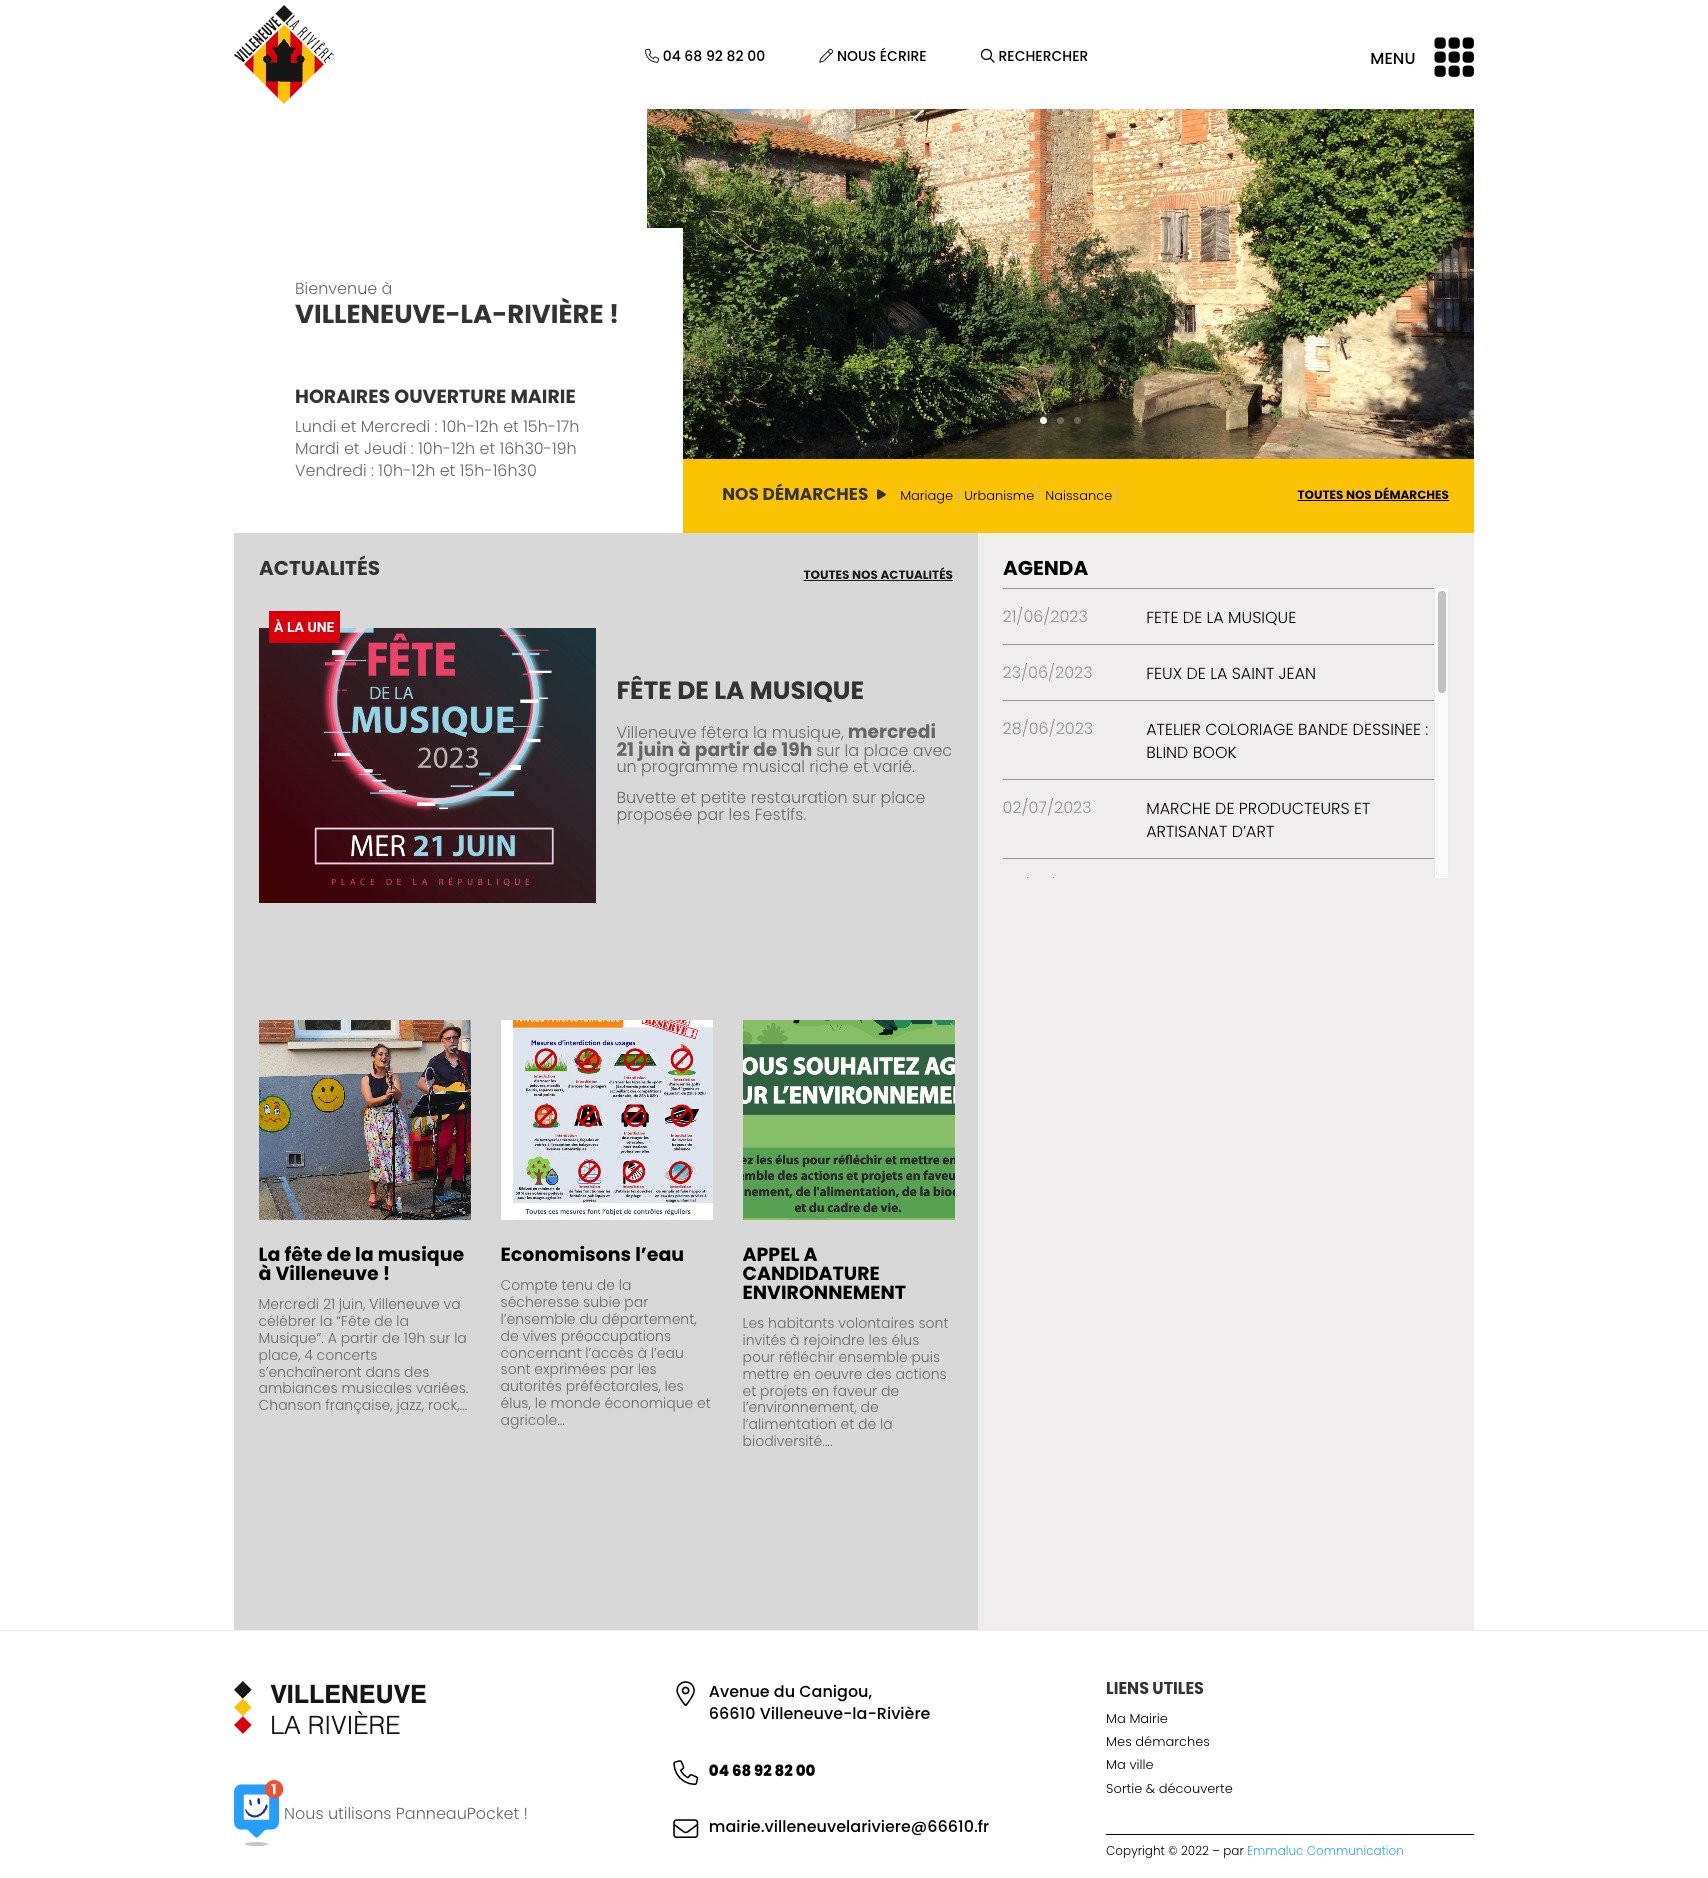 VILLENEUVE
LA RIVIÈRE
04 68 92 82 00
NOUS ÉCRIRE
RECHERCHER
MENU
Bienvenue à
VILLENEUVE-LA-RIVIÈRE !
HORAIRES OUVERTURE MAIRIE
Lundi et Mercredi : 10h-12h et 15h-17h
Mardi et Jeudi : 10h-12h et 16h30-19h
Vendredi : 10h-12h et 15h-16h30
NOS DÉMARCHES
Mariage
Urbanisme
Naissance
TOUTES NOS DÉMARCHES
ACTUALITÉS
TOUTES NOS ACTUALITÉS
À LA UNE
FÊTE
DE LA
MUSIQUE
2023
MER 21 JUIN
PLACE DE LA RÉPUBLIQUE
FÊTE DE LA MUSIQUE
Villeneuve fêtera la musique, mercredi
21 juin à partir de 19h sur la place avec
un programme musical riche et varié.
Buvette et petite restauration sur place
proposée par les Festifs.
AGENDA
21/06/2023
FETE DE LA MUSIQUE
23/06/2023
FEUX DE LA SAINT JEAN
28/06/2023
ATELIER COLORIAGE BANDE DESSINEE :
BLIND BOOK
02/07/2023
MARCHE DE PRODUCTEURS ET
ARTISANAT D’ART
La fête de la musique
à Villeneuve !
Mercredi 21 juin, Villeneuve va
célébrer la “Fête de la
Musique”. A partir de 19h sur la
place, 4 concerts
s’enchaîneront dans des
ambiances musicales variées.
Chanson française, jazz, rock,...
Mesures d'interdiction des usages
Toutes ces mesures font l'objet de contrôles réguliers
Economisons l’eau
Compte tenu de la
sécheresse subie par
l’ensemble du département,
de vives préoccupations
concernant l’accès à l’eau
sont exprimées par les
autorités préféctorales, les
élus, le monde économique et
agricole...
OUS SOUHAITEZ AG
UR L'ENVIRONNEME
ez les élus pour réfléchir et mettre en
emble des actions et projets en faveu
nement, de l'alimentation, de la biod
et du cadre de vie.
APPEL A
CANDIDATURE
ENVIRONNEMENT
Les habitants volontaires sont
invités à rejoindre les élus
pour réfléchir ensemble puis
mettre en oeuvre des actions
et projets en faveur de
l’environnement, de
l’alimentation et de la
biodiversité....
VILLENEUVE
LA RIVIÈRE
1
Nous utilisons PanneauPocket !
Avenue du Canigou,
66610 Villeneuve-la-Rivière
04 68 92 82 00
mairie.villeneuvelariviere@66610.fr
LIENS UTILES
Ma Mairie
Mes démarches
Ma ville
Sortie & découverte
Copyright © 2022 – par Emmaluc Communication